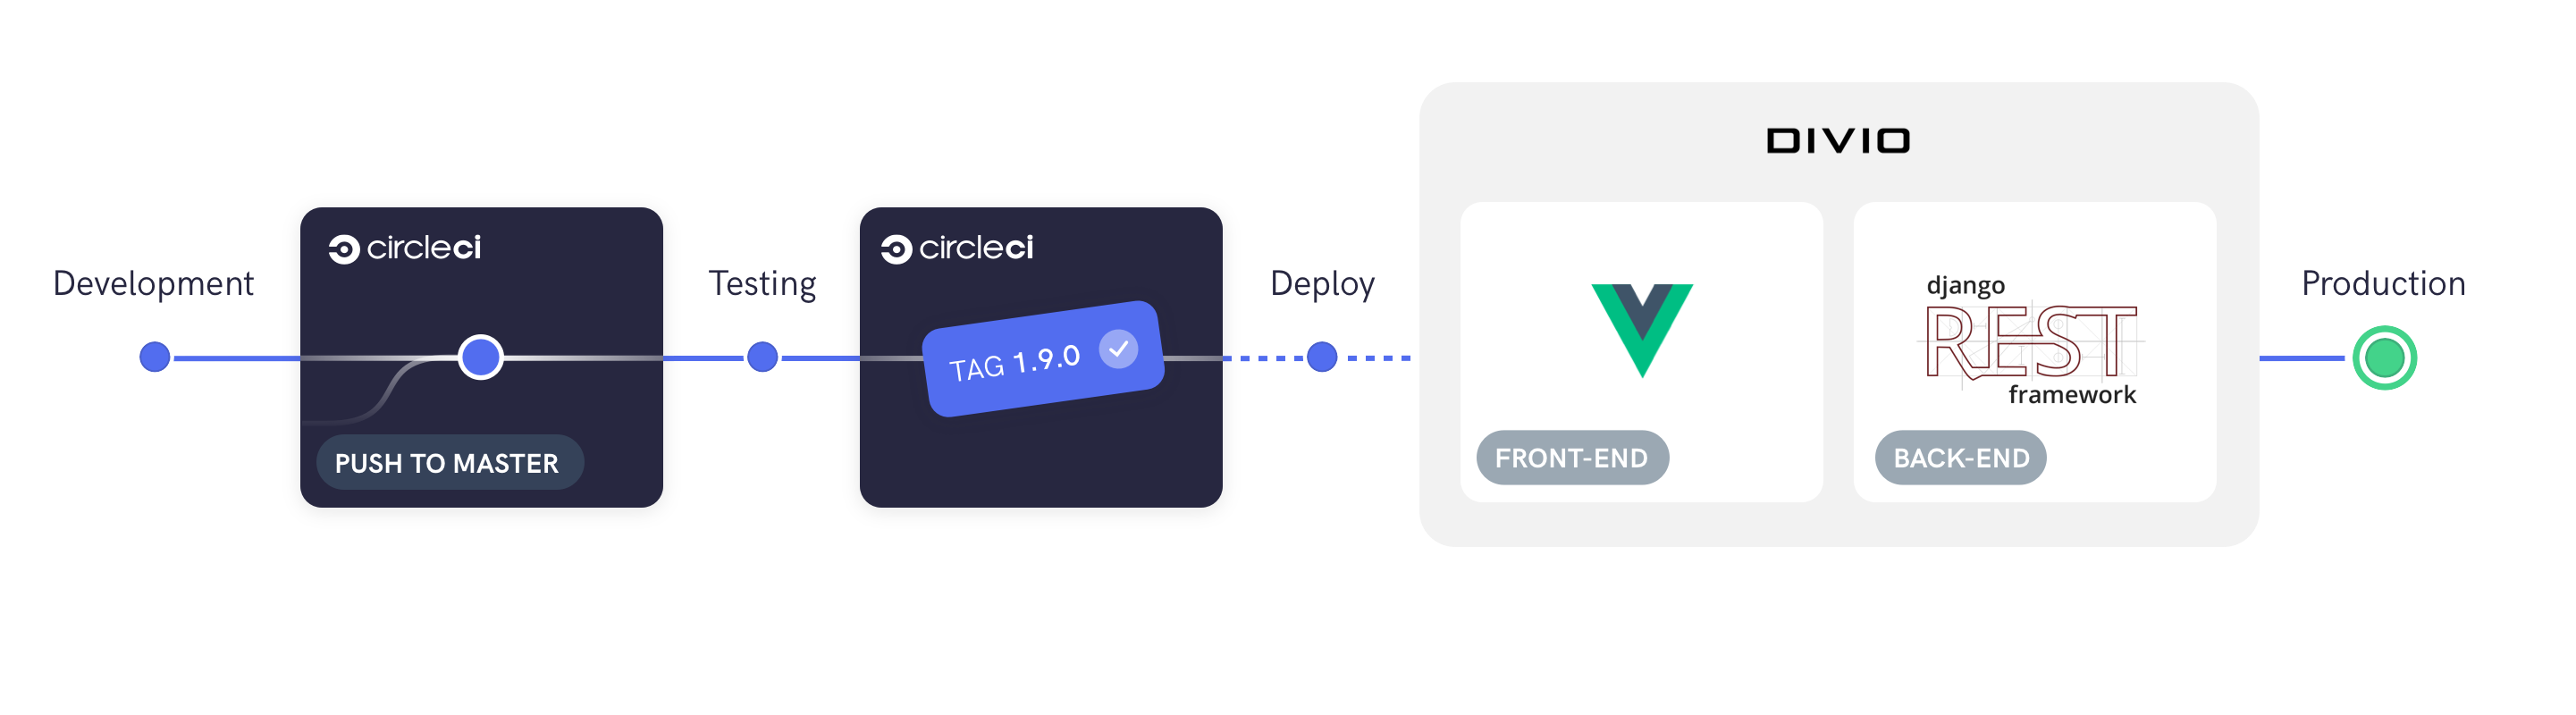 Development
circleci
PUSH TO MASTER
Testing
circleci
TAG 1.9.0
Deploy
DIVIO
FRONT-END
django
REST
framework
BACK-END
Production